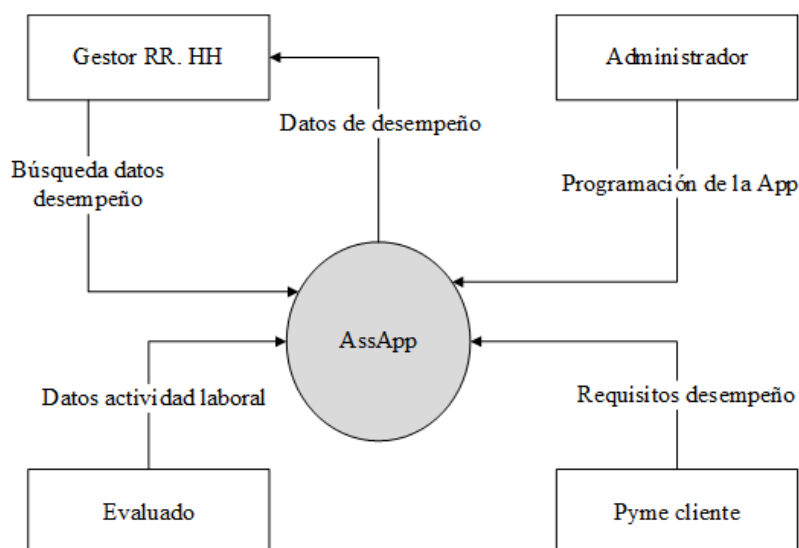 Gestor RR. HH
Administrador
Datos de desempeño
Búsqueda datos
desempeño
Programación de la App
AssApp
Datos actividad laboral
Requisitos desempeño
Evaluado
Pyme cliente